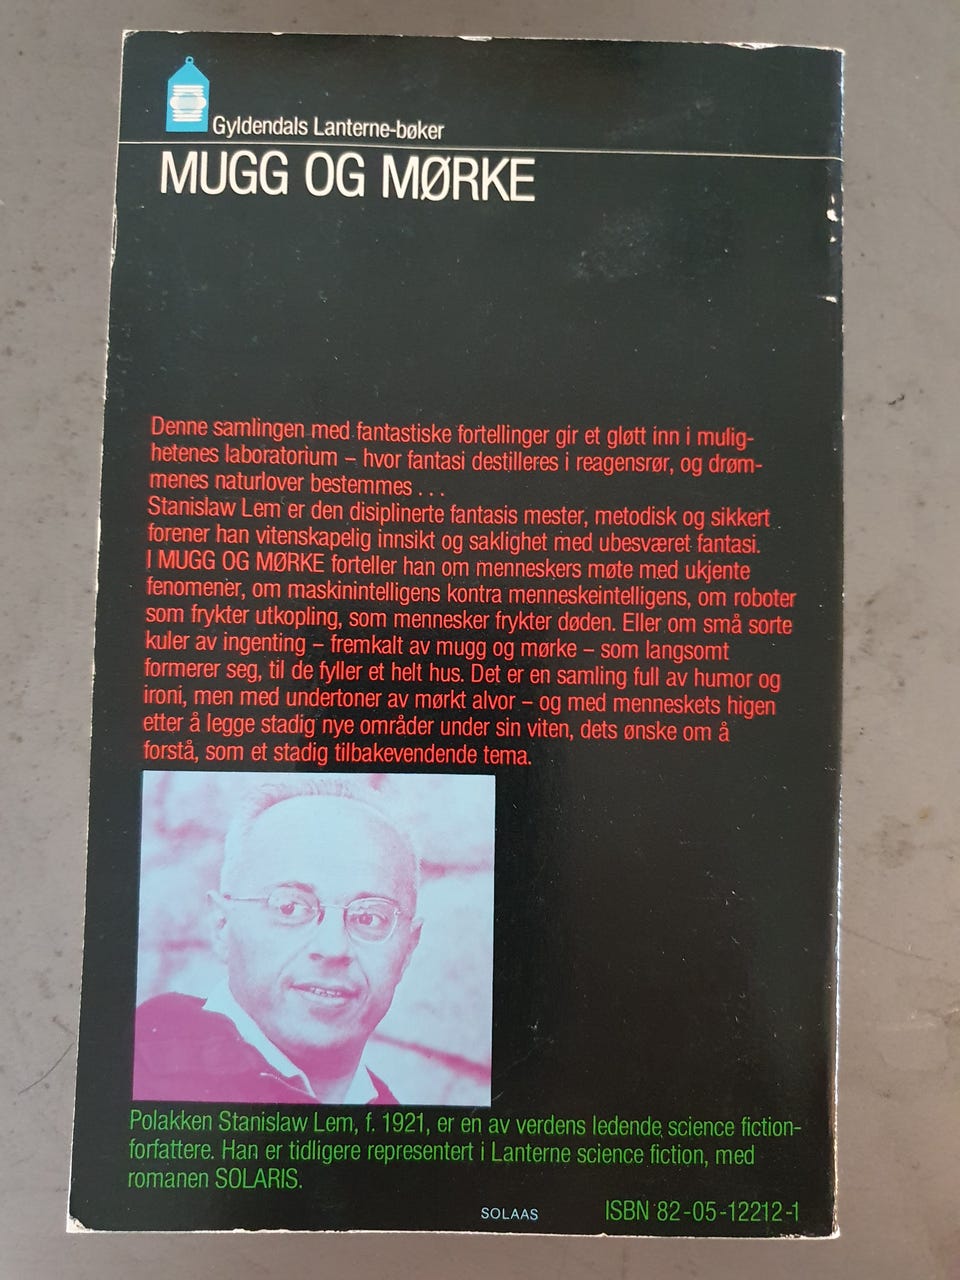 Gyldendals Lanterne-bøker
MUGG OG MØRKE
Denne samlingen med fantastiske fortellinger gir et gløtt inn i mulig-
hetenes laboratorium – hvor fantasi destilleres i reagensrør, og drøm-
menes naturlover bestemmes . . .
Stanislaw Lem er den disiplinerte fantasis mester, metodisk og sikkert
forener han vitenskapelig innsikt og saklighet med ubesværet fantasi.
I MUGG OG MØRKE forteller han om menneskers møte med ukjente
fenomener, om maskinintelligens kontra menneskeintelligens, om roboter
som frykter utkopling, som mennesker frykter døden. Eller om små sorte
kuler av ingenting – fremkalt av mugg og mørke – som langsomt
formerer seg, til de fyller et helt hus. Det er en samling full av humor og
ironi, men med undertoner av mørkt alvor – og med menneskets higen
etter å legge stadig nye områder under sin viten, dets ønske om å
forstå, som et stadig tilbakevendende tema.
Polakken Stanislaw Lem, f. 1921, er en av verdens ledende science fiction-
forfattere. Han er tidligere representert i Lanterne science fiction, med
romanen SOLARIS.
SOLAAS
ISBN 82-05-12212-1